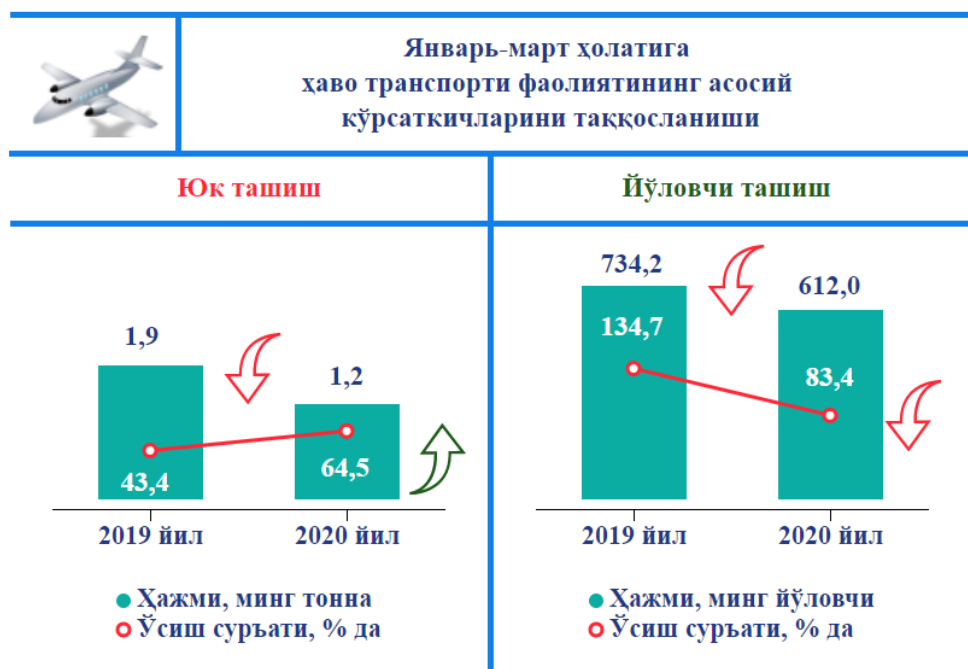 Январь-март ҳолатига
ҳаво транспорти фаолиятининг асосий
кўрсаткичларини таққосланиши
Юк ташиш
1,9
1,2
43,4
64,5
2019 йил
2020 йил
Ҳажми, минг тонна
Ўсиш суръати, % да
Йўловчи ташиш
734,2
612,0
134,7
83,4
2019 йил
2020 йил
Ҳажми, минг йўловчи
Ўсиш суръати, % да